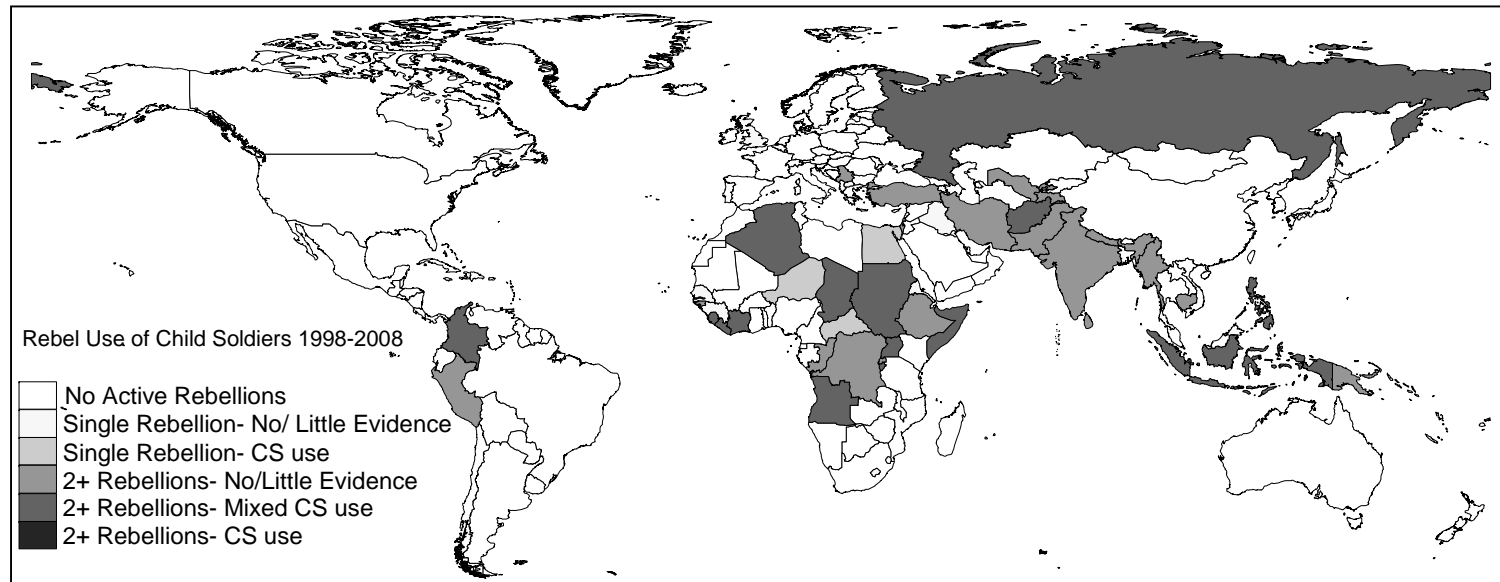 Rebel Use of Child Soldiers 1998-2008
No Active Rebellions
Single Rebellion- No/ Little Evidence
Single Rebellion- CS use
2+ Rebellions- No/Little Evidence
2+ Rebellions- Mixed CS use
2+ Rebellions- CS use